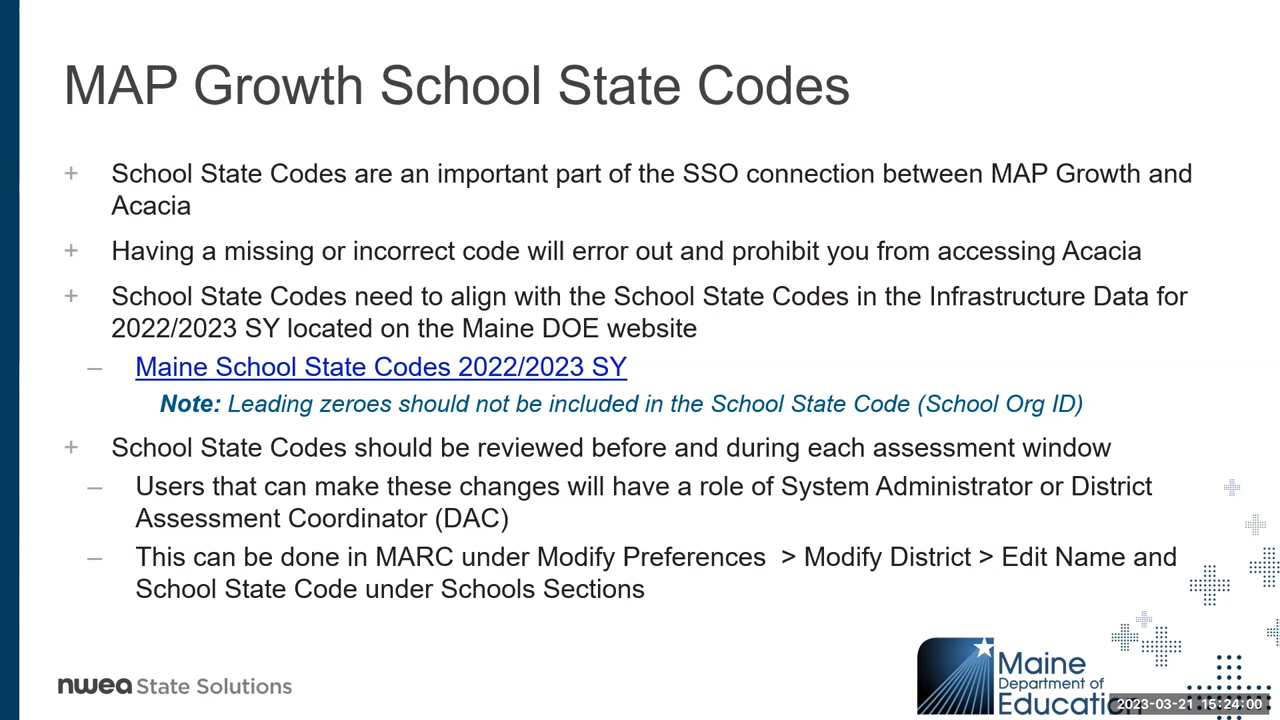 MAP Growth School State Codes
+ School State Codes are an important part of the SSO connection between MAP Growth and
Acacia
+ Having a missing or incorrect code will error out and prohibit you from accessing Acacia
+ School State Codes need to align with the School State Codes in the Infrastructure Data for
2022/2023 SY located on the Maine DOE website
– Maine School State Codes 2022/2023 SY
Note: Leading zeroes should not be included in the School State Code (School Org ID)
+ School State Codes should be reviewed before and during each assessment window
– Users that can make these changes will have a role of System Administrator or District
Assessment Coordinator (DAC)
– This can be done in MARC under Modify Preferences > Modify District > Edit Name and
School State Code under Schools Sections
nwea State Solutions
Maine
Department of
Education
2023-03-21 15:24:00